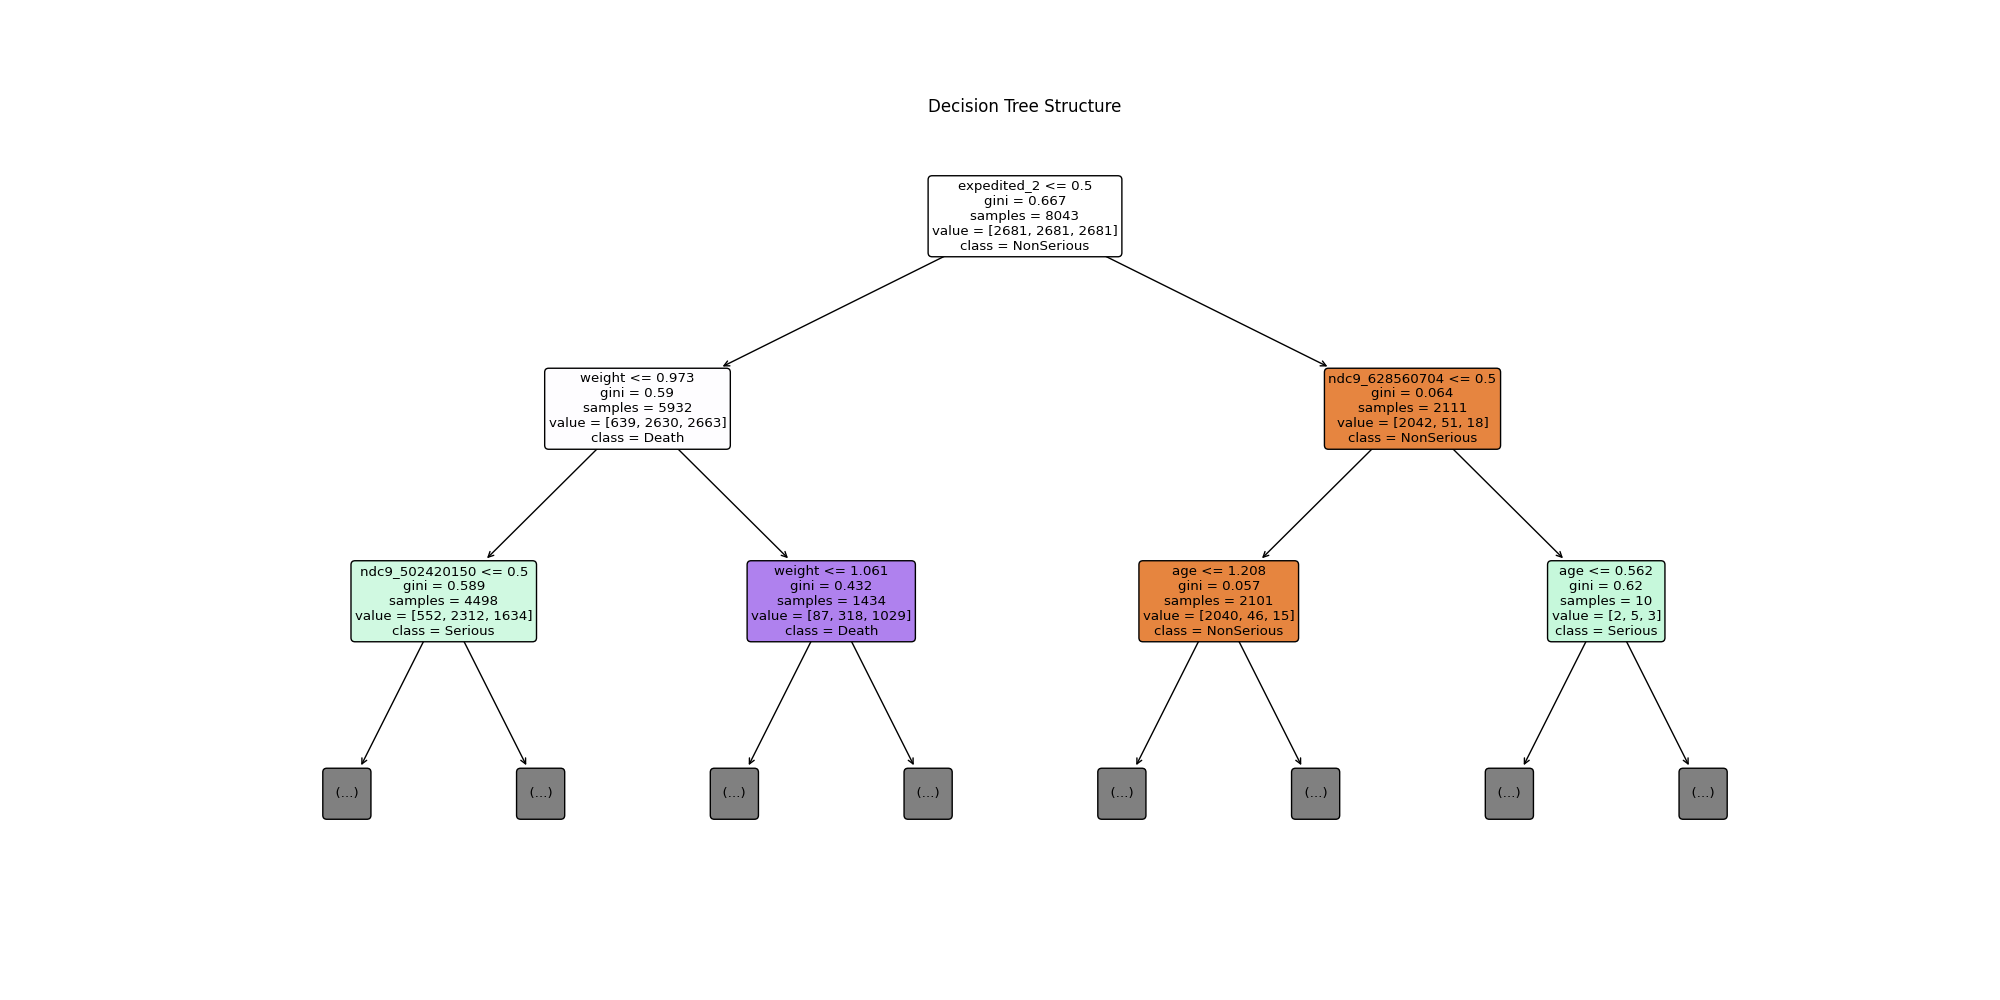 Decision Tree Structure
expedited_2 <= 0.5
gini = 0.667
samples = 8043
value = [2681, 2681, 2681]
class = NonSerious
weight <= 0.973
gini = 0.59
samples = 5932
value = [639, 2630, 2663]
class = Death
ndc9_628560704 <= 0.5
gini = 0.064
samples = 2111
value = [2042, 51, 18]
class = NonSerious
ndc9_502420150 <= 0.5
gini = 0.589
samples = 4498
value = [552, 2312, 1634]
class = Serious
weight <= 1.061
gini = 0.432
samples = 1434
value = [87, 318, 1029]
class = Death
age <= 1.208
gini = 0.057
samples = 2101
value = [2040, 46, 15]
class = NonSerious
age <= 0.562
gini = 0.62
samples = 10
value = [2, 5, 3]
class = Serious
(...)
(...)
(...)
(...)
(...)
(...)
(...)
(...)